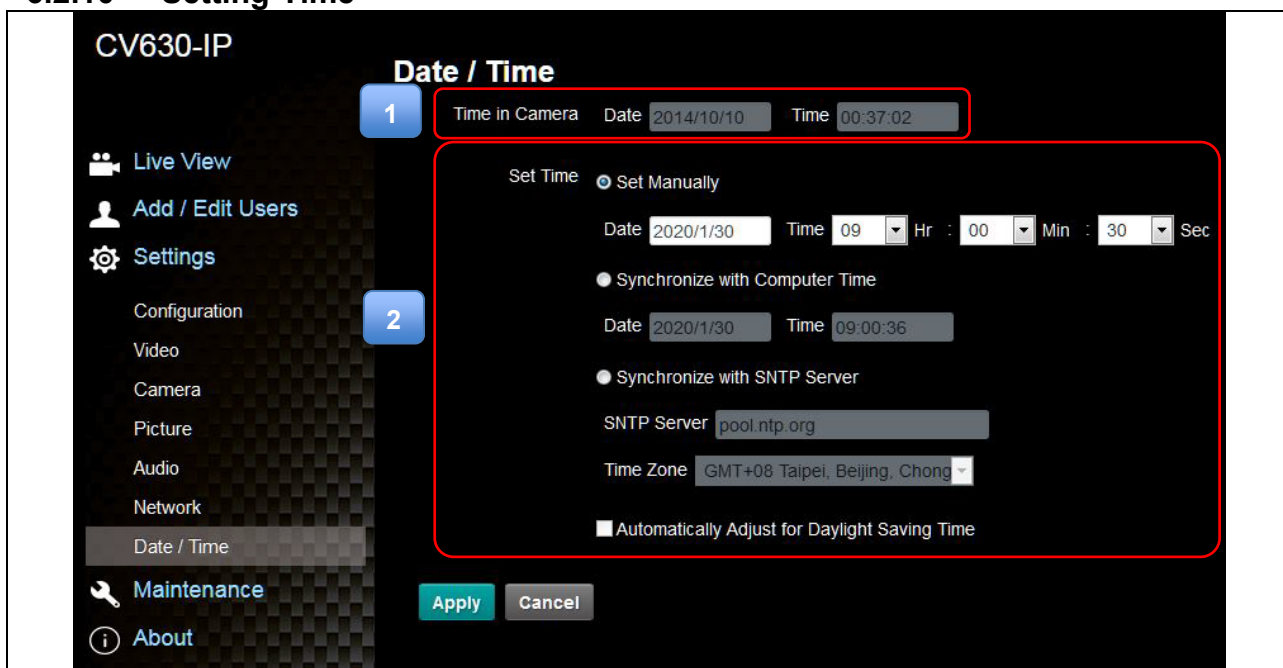 CV630-IP
Date / Time
1
Time in Camera Date 2014/10/10 Time 00:37:02
Live View
Add / Edit Users
Settings
Configuration
Video
Camera
Picture
Audio
Network
Date / Time
Maintenance
About
2
Set Time Set Manually
Date 2020/1/30 Time 09 Hr : 00 Min : 30 Sec
Synchronize with Computer Time
Date 2020/1/30 Time 09:00:36
Synchronize with SNTP Server
SNTP Server pool.ntp.org
Time Zone GMT+08 Taipei, Beijing, Chong
Automatically Adjust for Daylight Saving Time
Apply Cancel